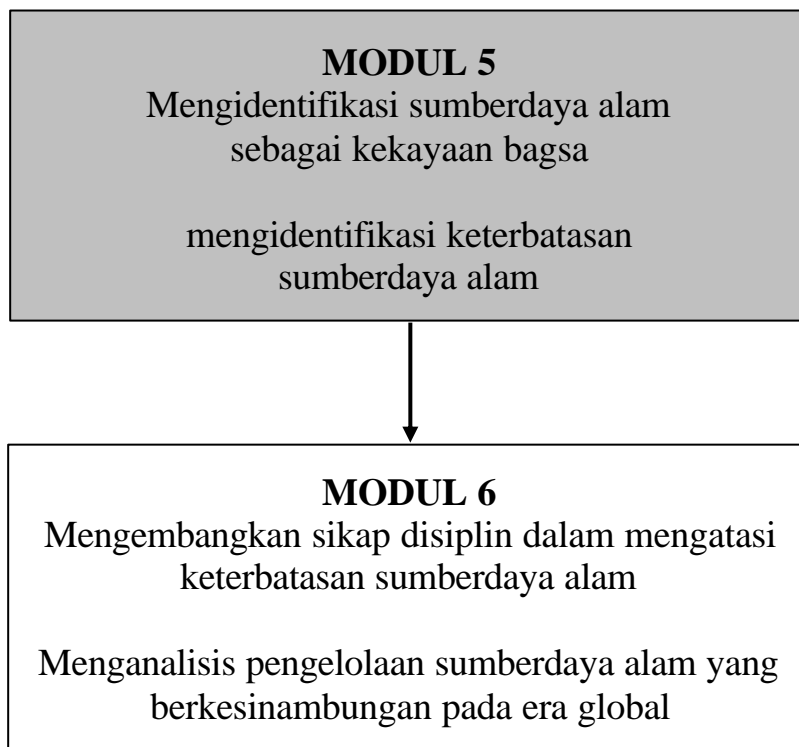 MODUL 5
Mengidentifikasi sumberdaya alam
sebagai kekayaan bagsa
mengidentifikasi keterbatasan
sumberdaya alam
MODUL 6
Mengembangkan sikap disiplin dalam mengatasi
keterbatasan sumberdaya alam
Menganalisis pengelolaan sumberdaya alam yang
berkesinambungan pada era global